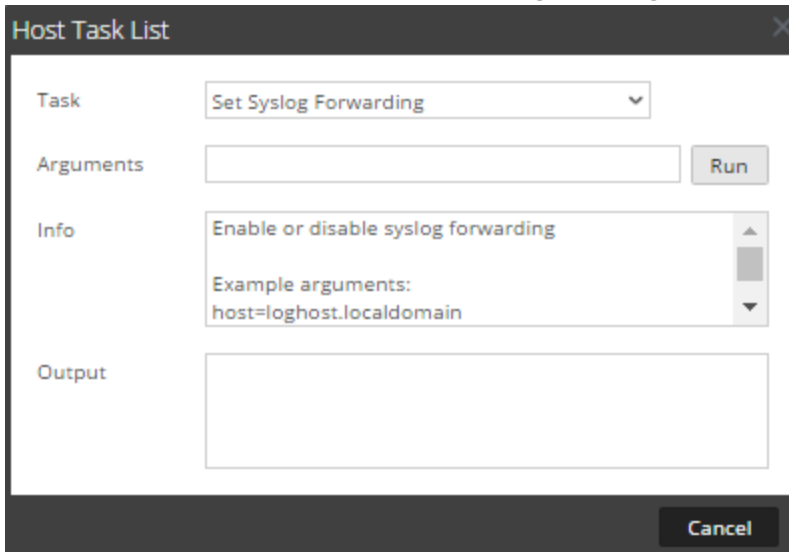 Host Task List
Task
Set Syslog Forwarding
Arguments
Run
Info
Enable or disable syslog forwarding
Example arguments:
host=loghost.localdomain
Output
Cancel